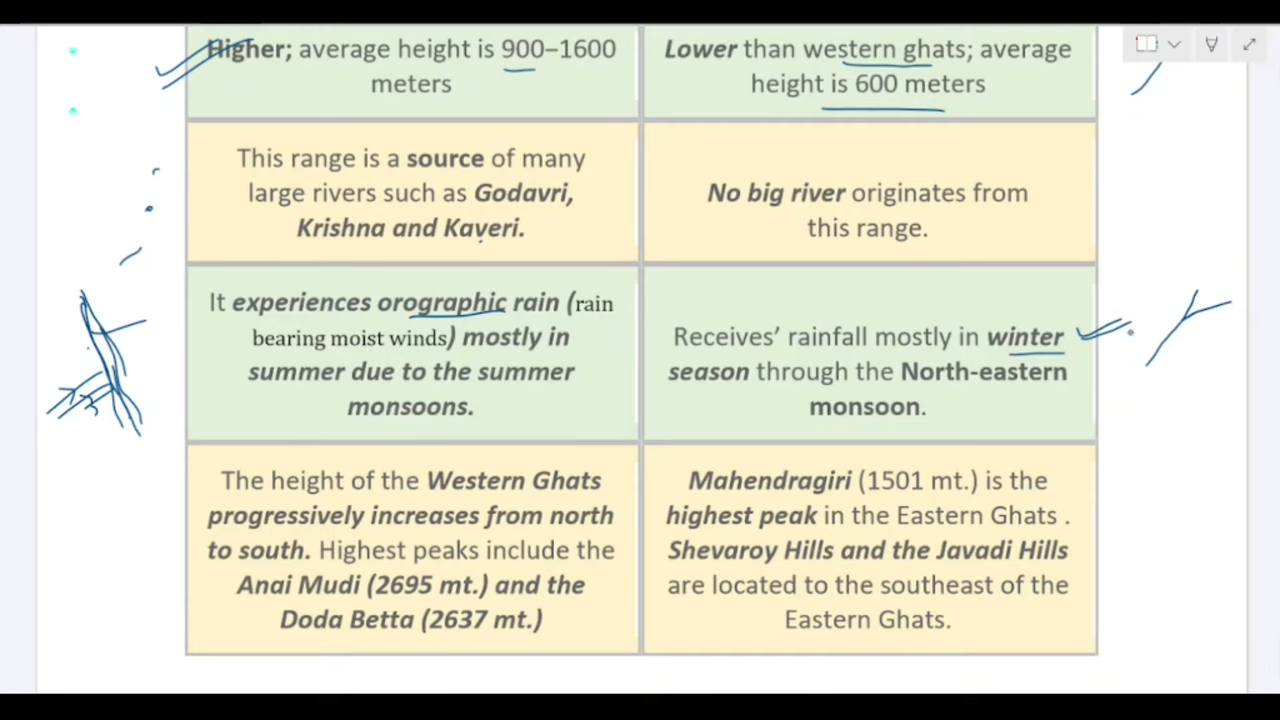 Higher; average height is 900–1600
meters
Lower than western ghats; average
height is 600 meters
This range is a source of many
large rivers such as Godavri,
Krishna and Kaveri.
No big river originates from
this range.
It experiences orographic rain (rain
bearing moist winds) mostly in
summer due to the summer
monsoons.
Receives’ rainfall mostly in winter
season through the North-eastern
monsoon.
The height of the Western Ghats
progressively increases from north
to south. Highest peaks include the
Anai Mudi (2695 mt.) and the
Doda Betta (2637 mt.)
Mahendragiri (1501 mt.) is the
highest peak in the Eastern Ghats .
Shevaroy Hills and the Javadi Hills
are located to the southeast of the
Eastern Ghats.